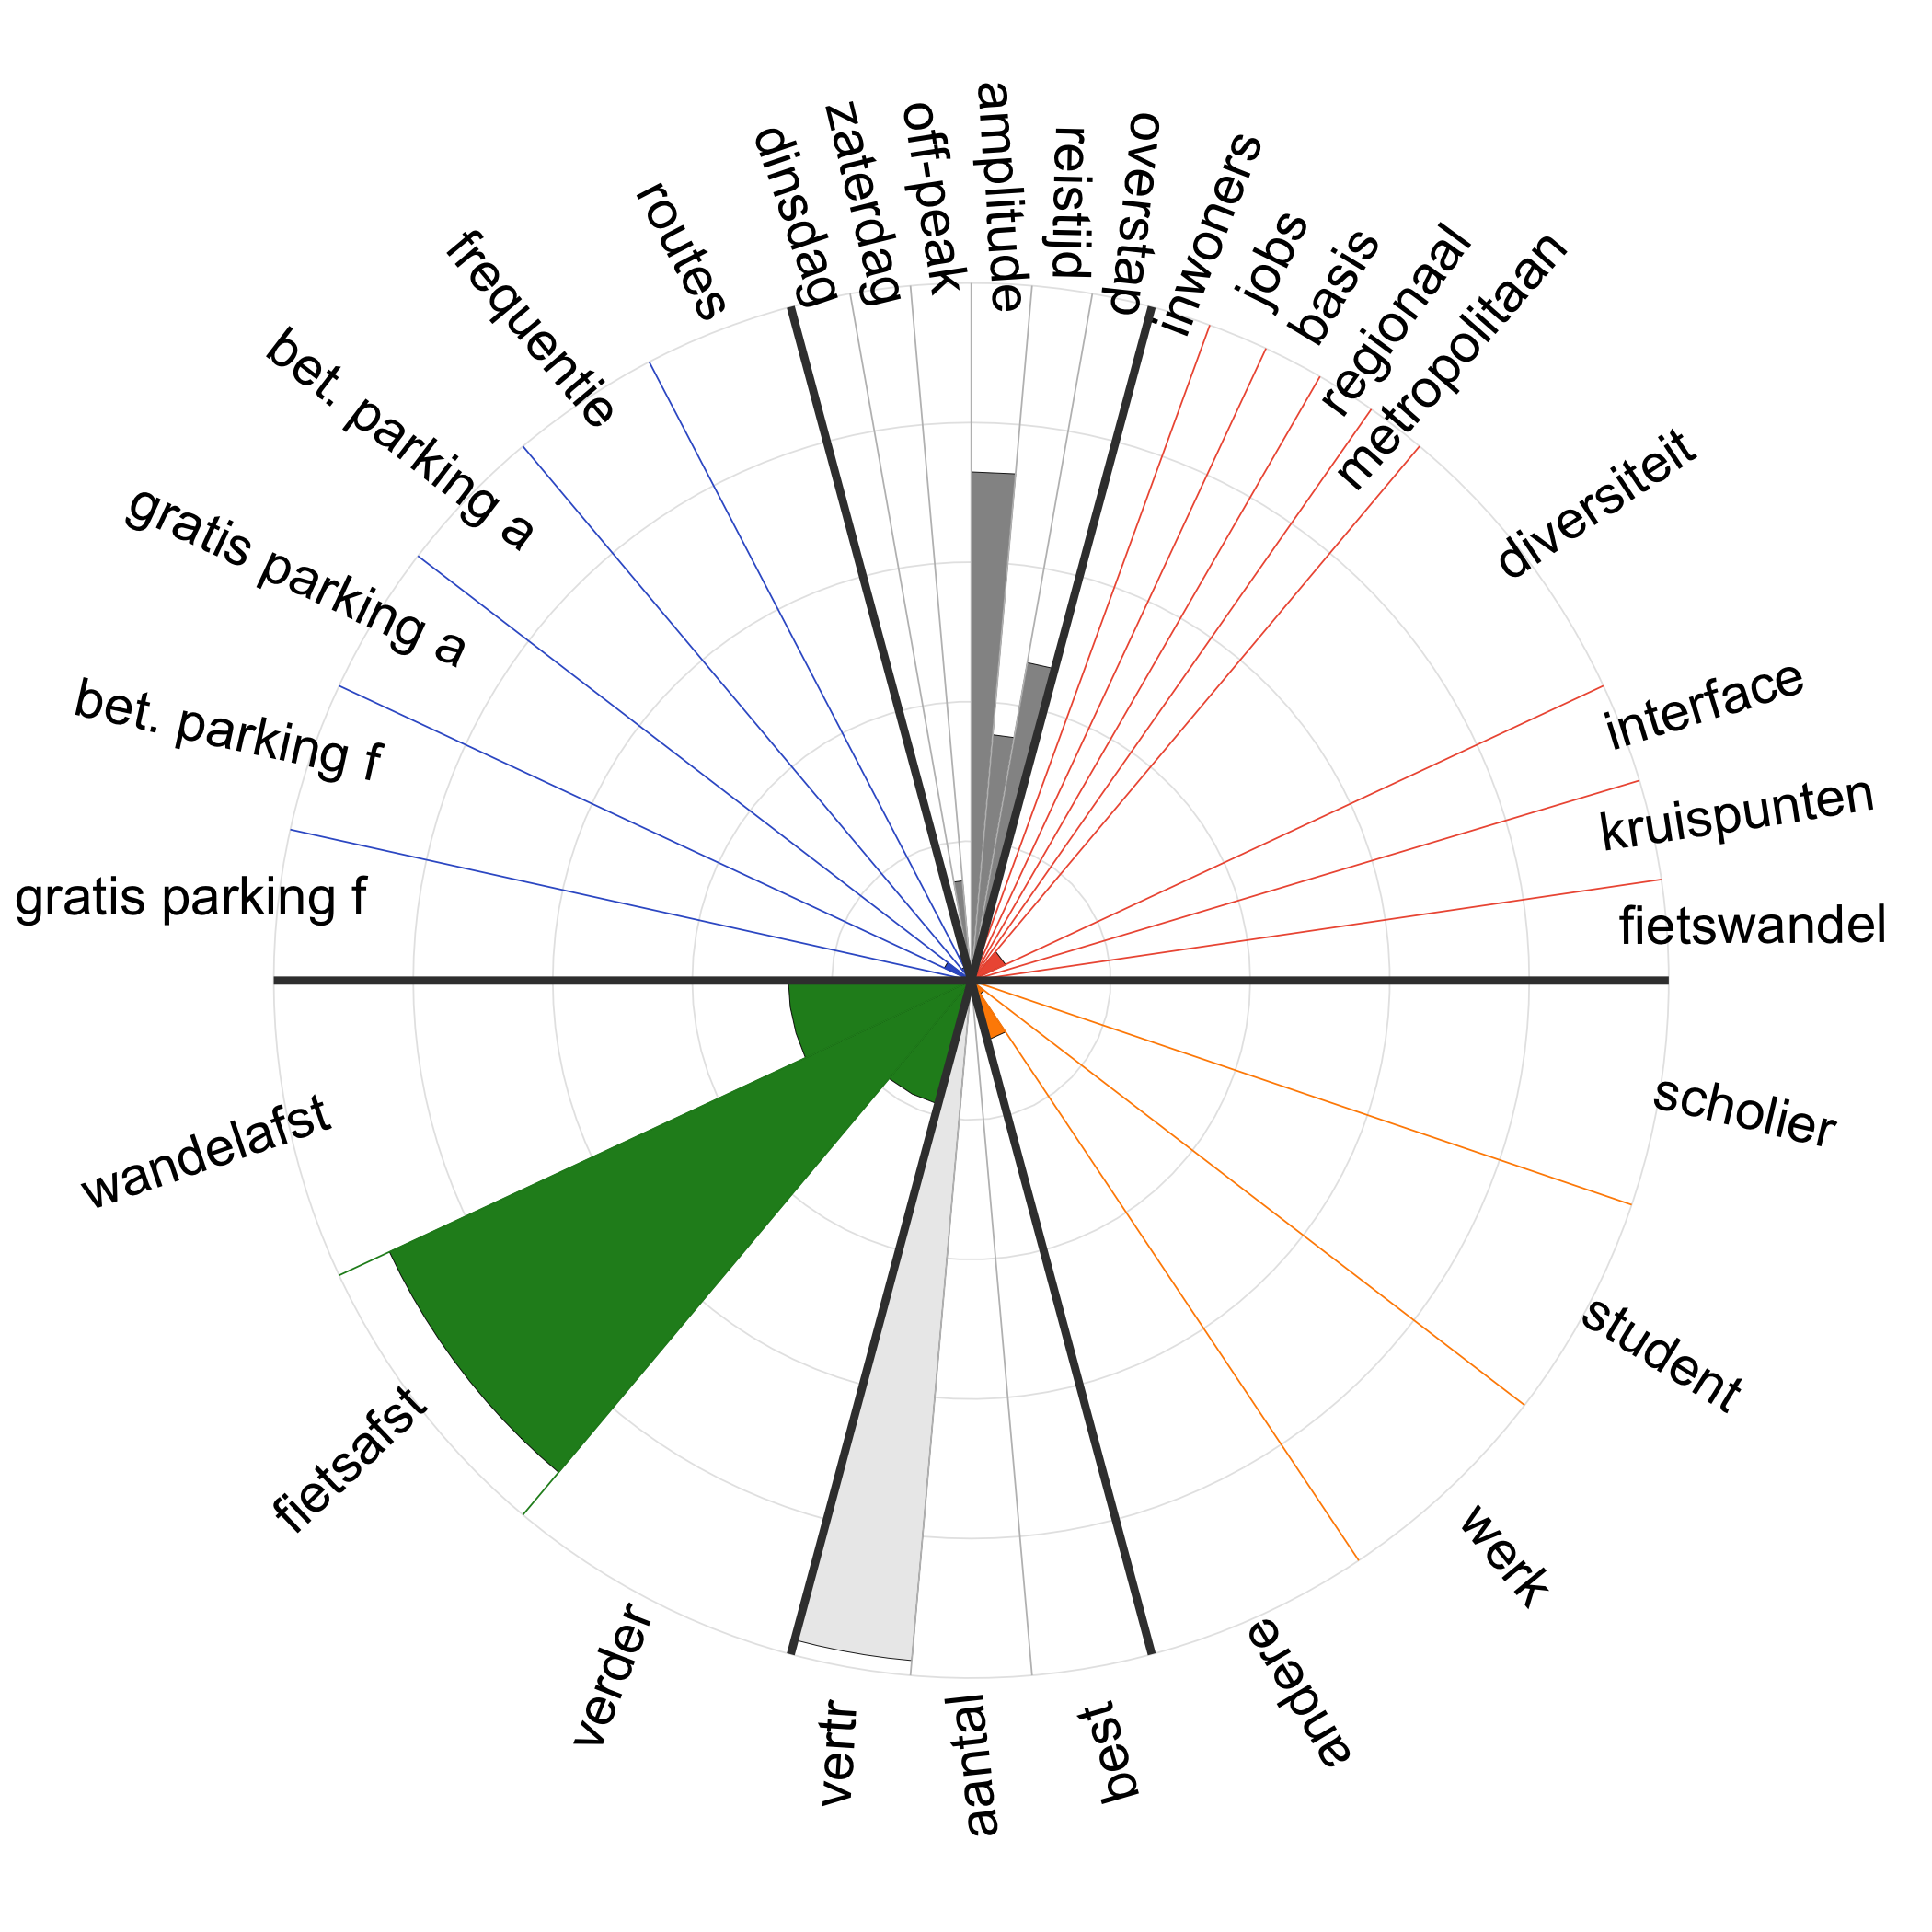 dinsdag
zaterdag
off-peak
amplitude
reistijd
overstap
inwoners
jobs
basis
regionaal
metropolitaan
diversiteit
interface
kruispunten
fietswandel
scholier
student
werk
andere
best
aantal
vertr
verder
fietsafst
wandelafst
gratis parking f
bet. parking f
gratis parking a
bet. parking a
frequentie
routes